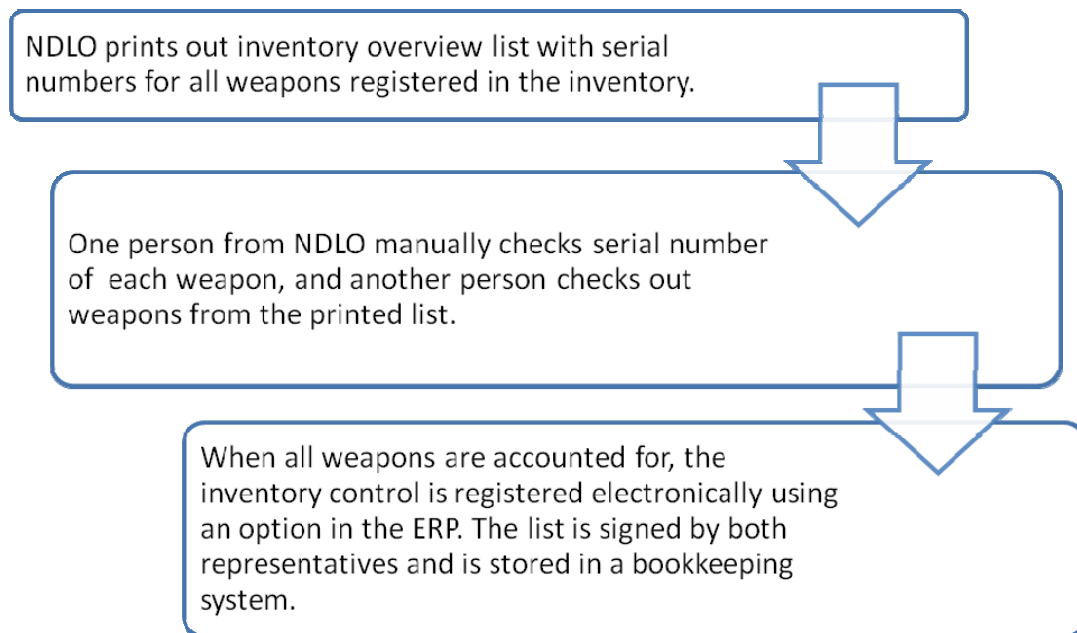 NDLO prints out inventory overview list with serial
numbers for all weapons registered in the inventory.
One person from NDLO manually checks serial number
of each weapon, and another person checks out
weapons from the printed list.
When all weapons are accounted for, the
inventory control is registered electronically using
an option in the ERP. The list is signed by both
representatives and is stored in a bookkeeping
system.